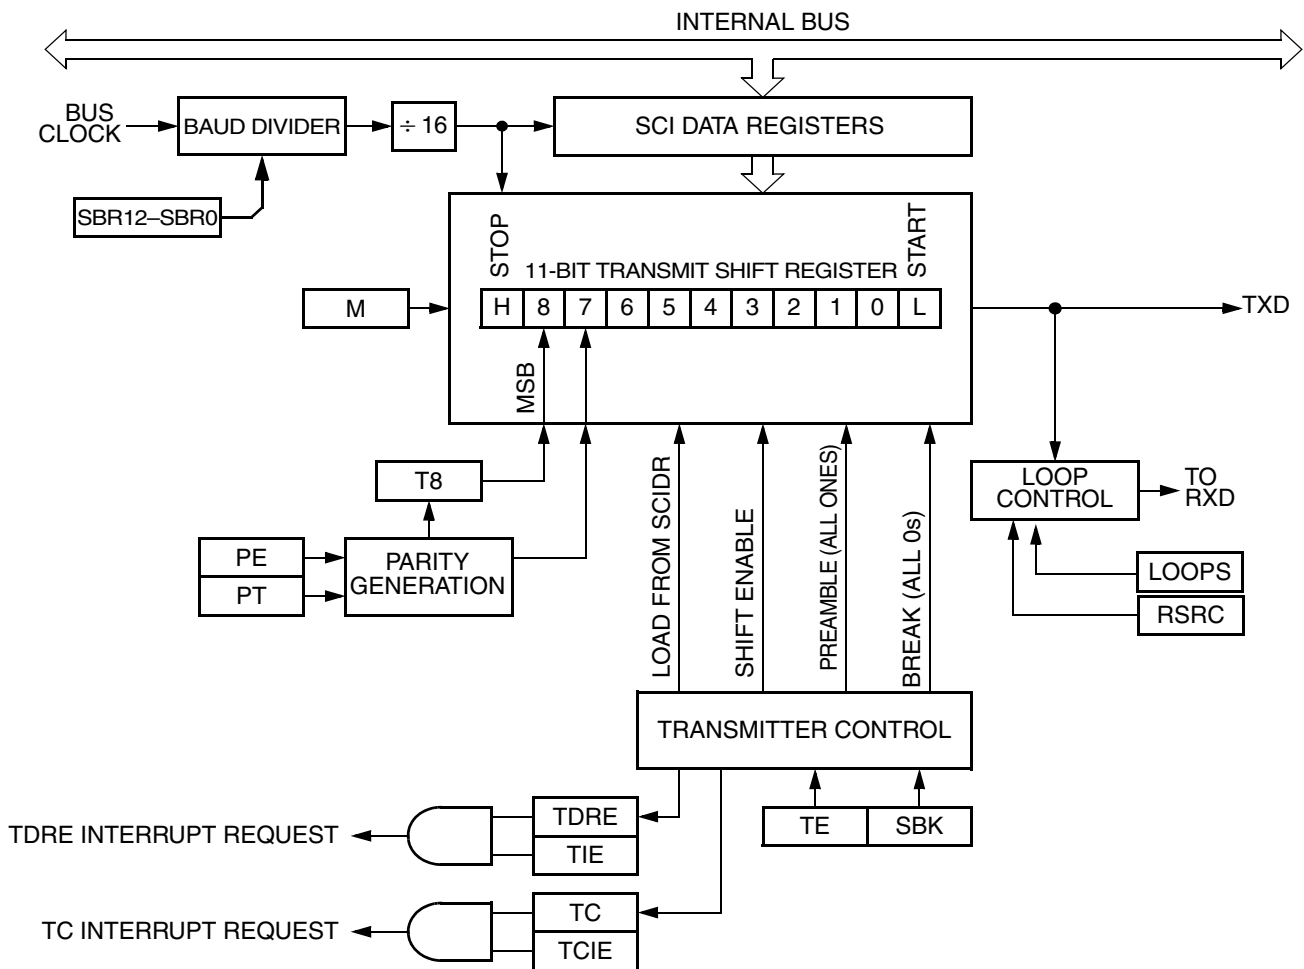 INTERNAL BUS
BUS
CLOCK
BAUD DIVIDER
÷ 16
SCI DATA REGISTERS
SBR12–SBR0
STOP
START
11-BIT TRANSMIT SHIFT REGISTER
M
H 8 7 6 5 4 3 2 1 0 L
TXD
MSB
T8
LOOP
CONTROL
TO
RXD
PE
PT
PARITY
GENERATION
LOAD FROM SCIDR
SHIFT ENABLE
PREAMBLE (ALL ONES)
BREAK (ALL 0s)
LOOPS
RSRC
TRANSMITTER CONTROL
TDRE INTERRUPT REQUEST
TDRE
TIE
TE
SBK
TC INTERRUPT REQUEST
TC
TCIE